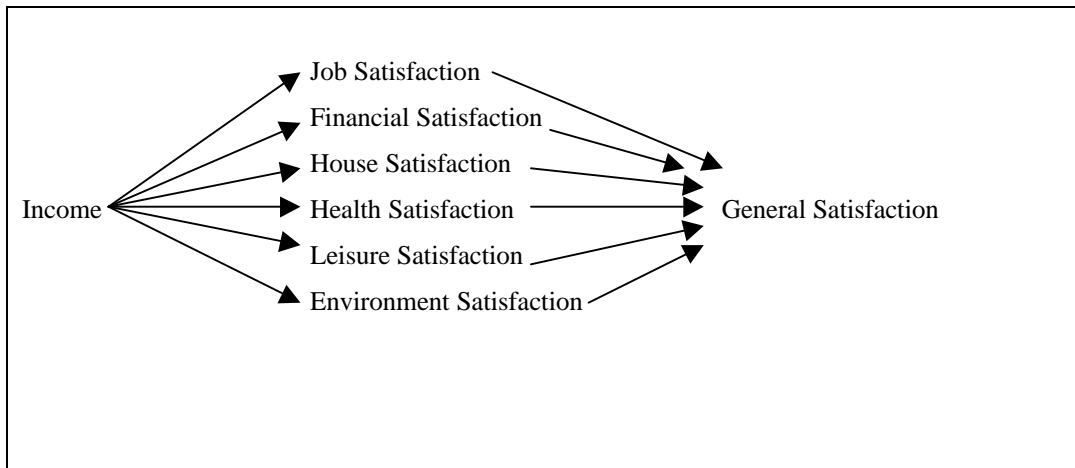 Job Satisfaction
Financial Satisfaction
House Satisfaction
Income
Health Satisfaction
General Satisfaction
Leisure Satisfaction
Environment Satisfaction